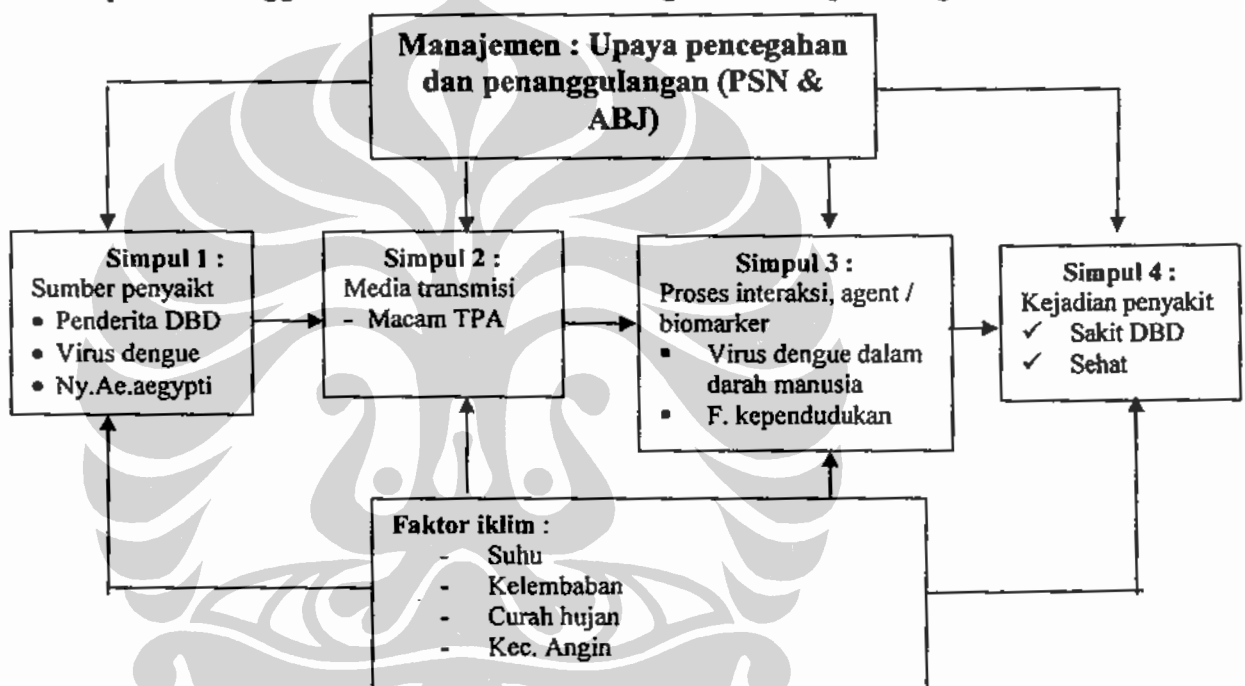 Manajemen : Upaya pencegahan
dan penanggulangan (PSN &
ABJ)
Simpul 1 :
Sumber penyaikt
• Penderita DBD
• Virus dengue
• Ny.Ae.aegypti
Simpul 2 :
Media transmisi
- Macam TPA
Simpul 3 :
Proses interaksi, agent /
biomarker
▪ Virus dengue dalam
darah manusia
▪ F. kependudukan
Simpul 4 :
Kejadian penyakit
✓ Sakit DBD
✓ Sehat
Faktor iklim :
- Suhu
- Kelembaban
- Curah hujan
- Kec. Angin